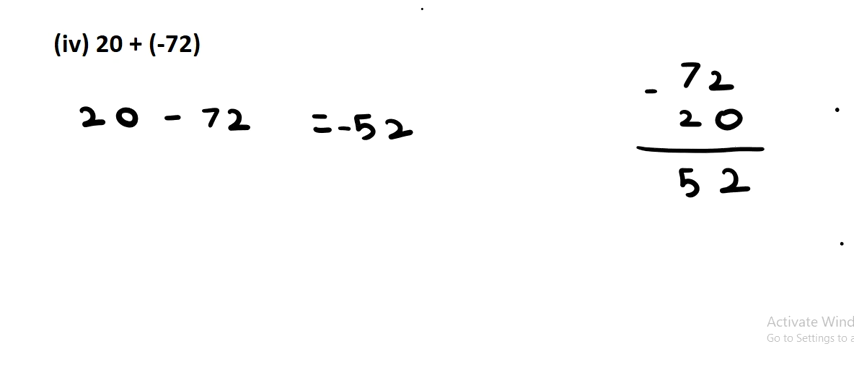 (iv) 20 + (-72)
20 - 72 = -52
72
- 20
52
Activate Wind
Go to Settings to a